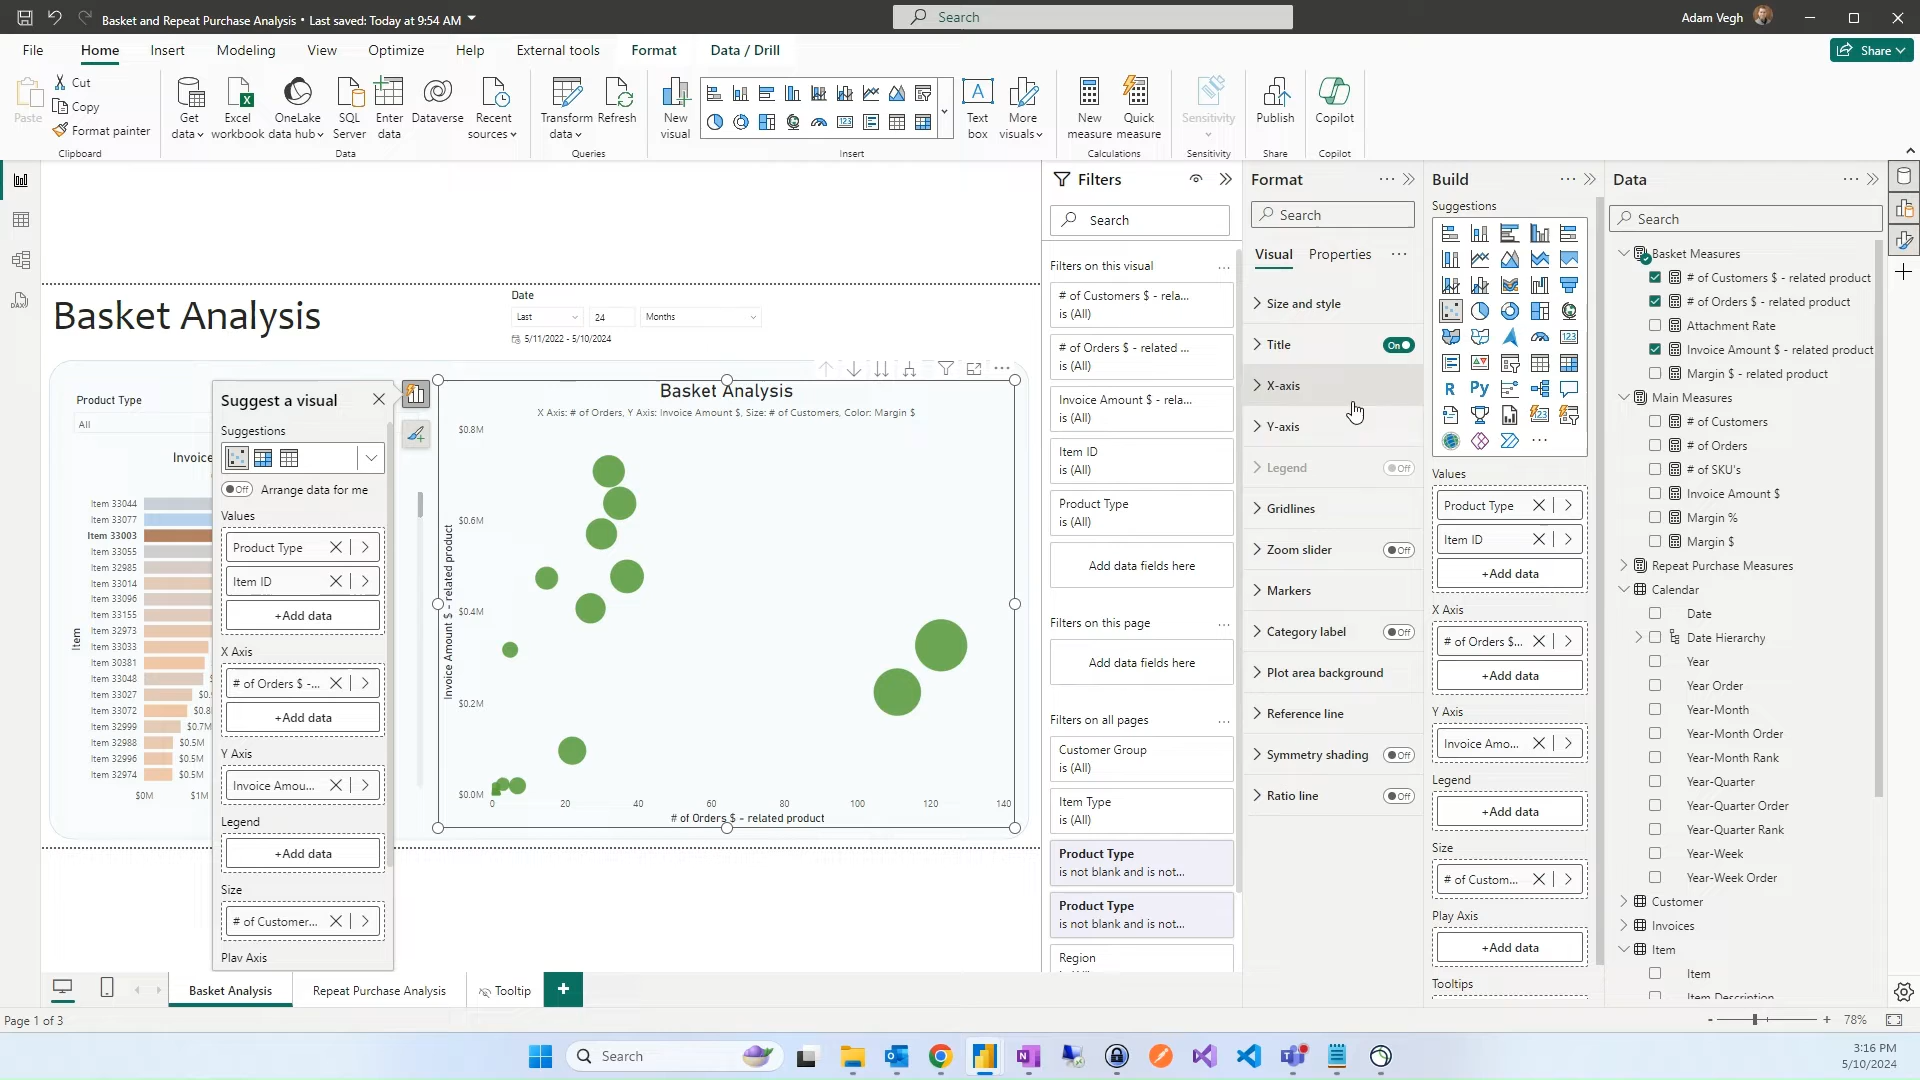 Basket and Repeat Purchase Analysis • Last saved: Today at 9:54 AM
Search
Adam Vegh
File
Home
Insert
Modeling
View
Optimize
Help
External tools
Format
Data / Drill
Share
Paste
Cut
Copy
Format painter
Clipboard
Get data
Excel workbook
OneLake data hub
SQL Server
Enter data
Dataverse
Recent sources
Data
Transform data
Refresh
Queries
New visual
Text box
More visuals
Insert
New measure
Quick measure
Calculations
Sensitivity
Sensitivity
Publish
Share
Copilot
Copilot
Basket Analysis
Date
Last
24
Months
5/11/2022 - 5/10/2024
Product Type
All
Invoice
Item
Item 33044
Item 33077
Item 33003
Item 33055
Item 32985
Item 33014
Item 33096
Item 33155
Item 32973
Item 33033
Item 30381
Item 33048
Item 33027
Item 33072
$0.8
Item 32999
$0.7M
Item 32988
$0.5M
Item 32996
$0.5M
Item 32974
$0.5M
$0M
$1M
Suggest a visual
Suggestions
Off
Arrange data for me
Values
Product Type
Item ID
+Add data
X Axis
# of Orders $ -...
+Add data
Y Axis
Invoice Amou...
Legend
+Add data
Size
# of Customer...
Play Axis
Basket Analysis
X Axis: # of Orders, Y Axis: Invoice Amount $, Size: # of Customers, Color: Margin $
Invoice Amount $ - related product
$0.8M
$0.6M
$0.4M
$0.2M
$0.0M
0
20
40
60
80
100
120
140
# of Orders $ - related product
Filters
Search
Filters on this visual
# of Customers $ - rela...
is (All)
# of Orders $ - related ...
is (All)
Invoice Amount $ - rela...
is (All)
Item ID
is (All)
Product Type
is (All)
Add data fields here
Filters on this page
Add data fields here
Filters on all pages
Customer Group
is (All)
Item Type
is (All)
Product Type
is not blank and is not...
Product Type
is not blank and is not...
Region
Format
Search
Visual
Properties
Size and style
Title
On
X-axis
Y-axis
Legend
Off
Gridlines
Zoom slider
Off
Markers
Category label
Off
Plot area background
Reference line
Symmetry shading
Off
Ratio line
Off
Build
Suggestions
Values
Product Type
Item ID
+Add data
X Axis
# of Orders $...
+Add data
Y Axis
Invoice Amo...
Legend
+Add data
Size
# of Custom...
Play Axis
+Add data
Tooltips
Data
Search
Basket Measures
# of Customers $ - related product
# of Orders $ - related product
Attachment Rate
Invoice Amount $ - related product
Margin $ - related product
Main Measures
# of Customers
# of Orders
# of SKU's
Invoice Amount $
Margin %
Margin $
Repeat Purchase Measures
Calendar
Date
Date Hierarchy
Year
Year Order
Year-Month
Year-Month Order
Year-Month Rank
Year-Quarter
Year-Quarter Order
Year-Quarter Rank
Year-Week
Year-Week Order
Customer
Invoices
Item
Item
Item Description
Basket Analysis
Repeat Purchase Analysis
Tooltip
Page 1 of 3
78%
Search
3:16 PM
5/10/2024